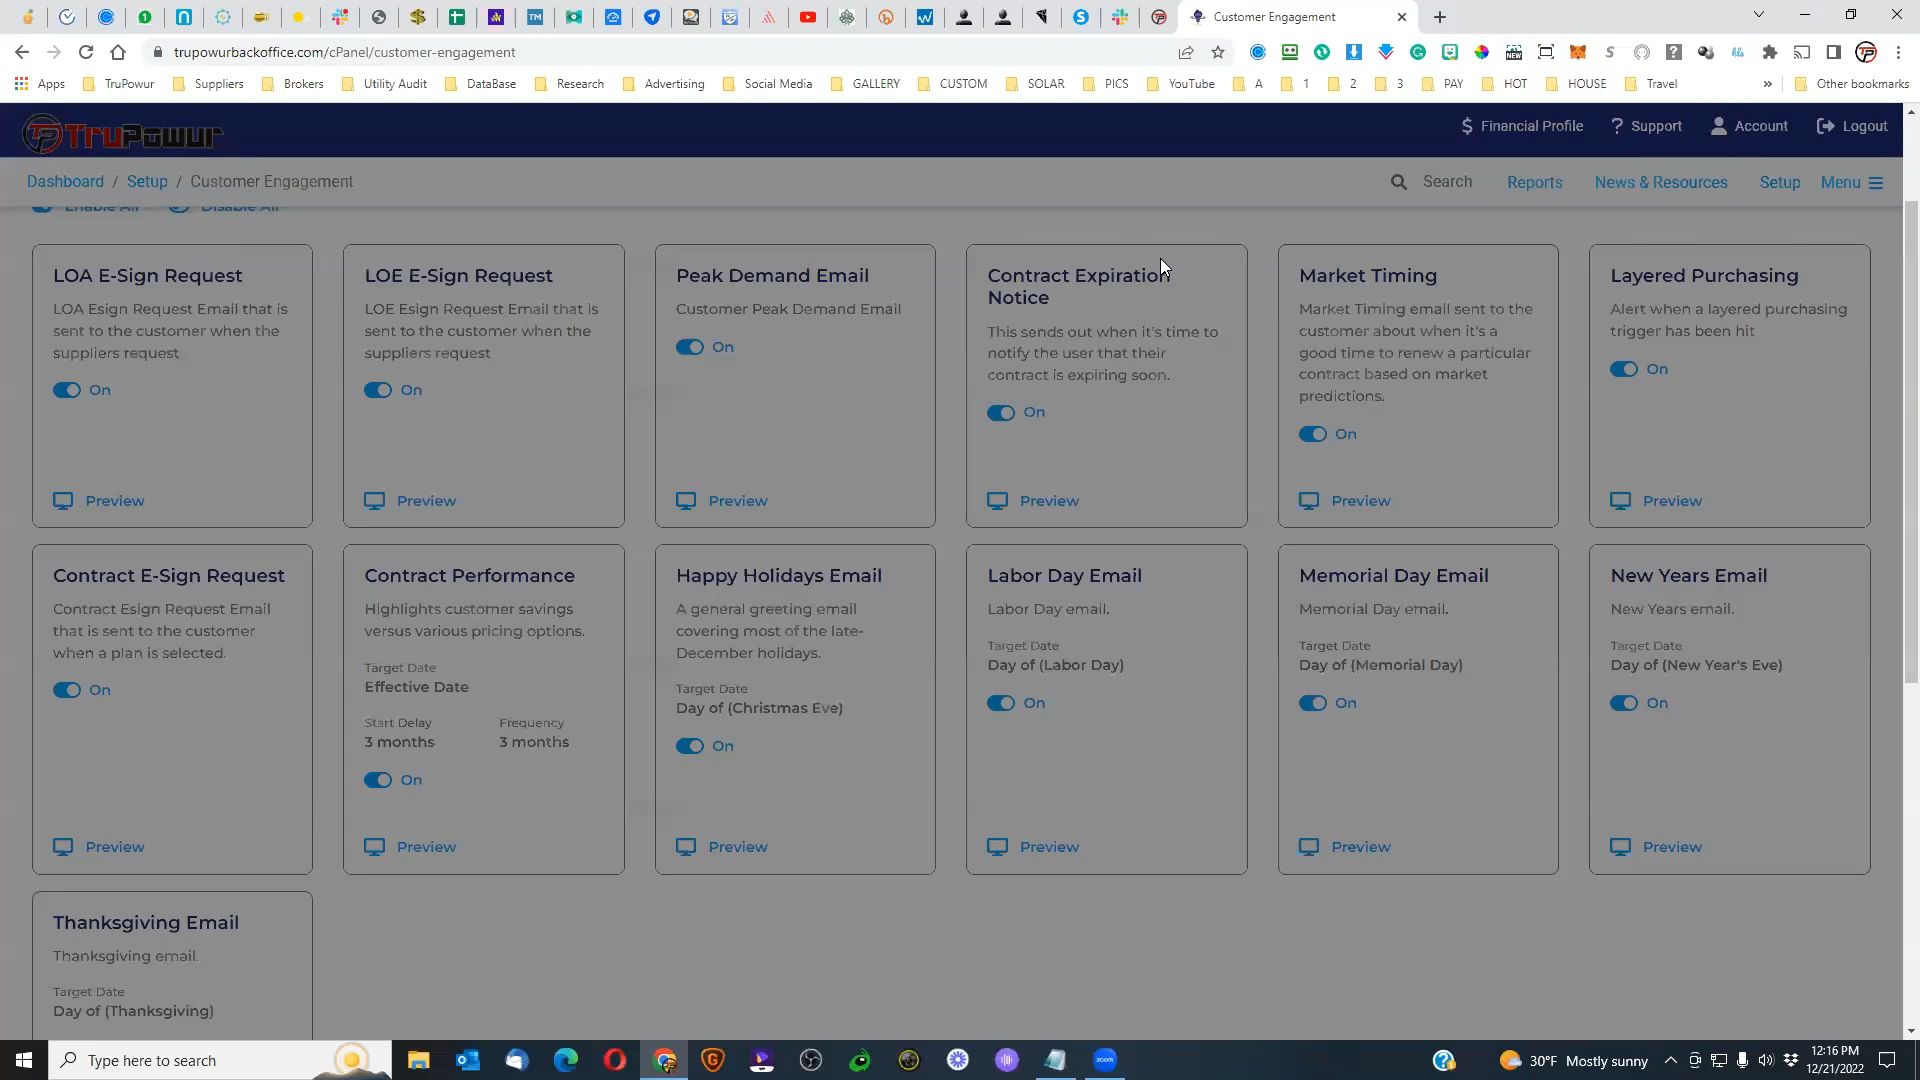 Customer Engagement
trupowurbackoffice.com/cPanel/customer-engagement
Apps TruPowur Suppliers Brokers Utility Audit DataBase Research Advertising Social Media GALLERY CUSTOM SOLAR PICS YouTube A 1 2 3 PAY HOT HOUSE Travel » Other bookmarks
TruPowur
Financial Profile Support Account Logout
Dashboard / Setup / Customer Engagement
Search Reports News & Resources Setup Menu
Enable All Disable All
LOA E-Sign Request
LOA Esign Request Email that is
sent to the customer when the
suppliers request
On
Preview
LOE E-Sign Request
LOE Esign Request Email that is
sent to the customer when the
suppliers request
On
Preview
Peak Demand Email
Customer Peak Demand Email
On
Preview
Contract Expiration
Notice
This sends out when it's time to
notify the user that their
contract is expiring soon.
On
Preview
Market Timing
Market Timing email sent to the
customer about when it's a
good time to renew a particular
contract based on market
predictions.
On
Preview
Layered Purchasing
Alert when a layered purchasing
trigger has been hit
On
Preview
Contract E-Sign Request
Contract Esign Request Email
that is sent to the customer
when a plan is selected.
On
Preview
Contract Performance
Highlights customer savings
versus various pricing options.
Target Date
Effective Date
Start Delay Frequency
3 months 3 months
On
Preview
Happy Holidays Email
A general greeting email
covering most of the late-
December holidays.
Target Date
Day of (Christmas Eve)
On
Preview
Labor Day Email
Labor Day email.
Target Date
Day of (Labor Day)
On
Preview
Memorial Day Email
Memorial Day email.
Target Date
Day of (Memorial Day)
On
Preview
New Years Email
New Years email.
Target Date
Day of (New Year's Eve)
On
Preview
Thanksgiving Email
Thanksgiving email.
Target Date
Day of (Thanksgiving)
Type here to search
30°F Mostly sunny
12:16 PM
12/21/2022